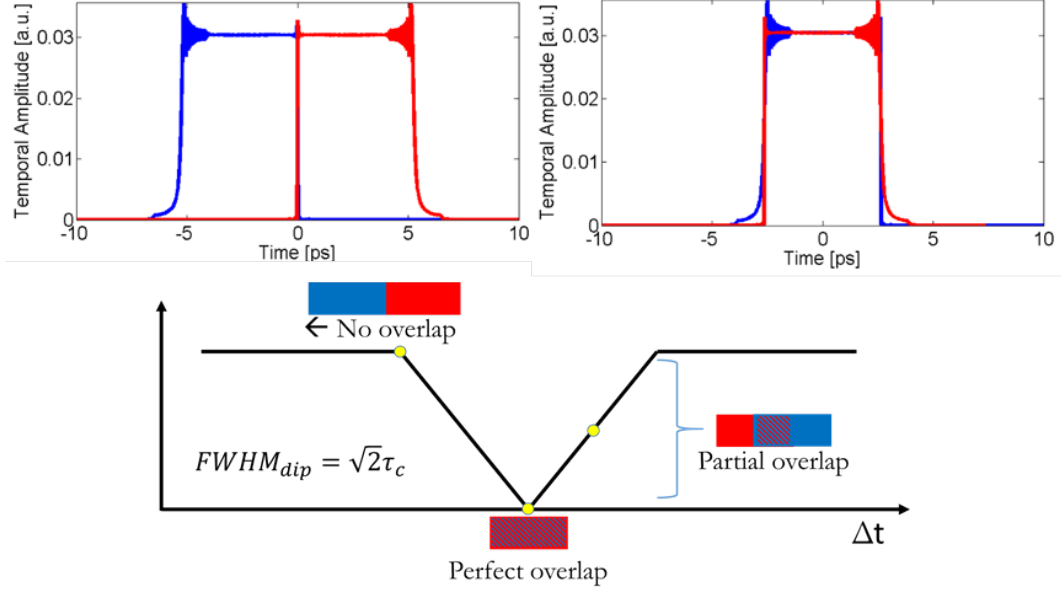 Temporal Amplitude [a.u.]
0.03
0.02
0.01
0
-10
-5
0
5
10
Time [ps]
Temporal Amplitude [a.u.]
0.03
0.02
0.01
0
-10
-5
0
5
10
Time [ps]
← No overlap
FWHM_dip = √2τ_c
Partial overlap
Δt
Perfect overlap